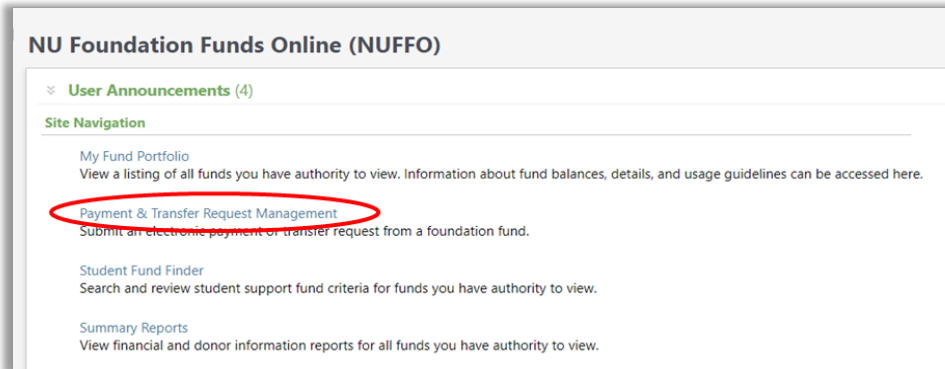 NU Foundation Funds Online (NUFFO)
User Announcements (4)
Site Navigation
My Fund Portfolio
View a listing of all funds you have authority to view. Information about fund balances, details, and usage guidelines can be accessed here.
Payment & Transfer Request Management
Submit an electronic payment or transfer request from a foundation fund.
Student Fund Finder
Search and review student support fund criteria for funds you have authority to view.
Summary Reports
View financial and donor information reports for all funds you have authority to view.